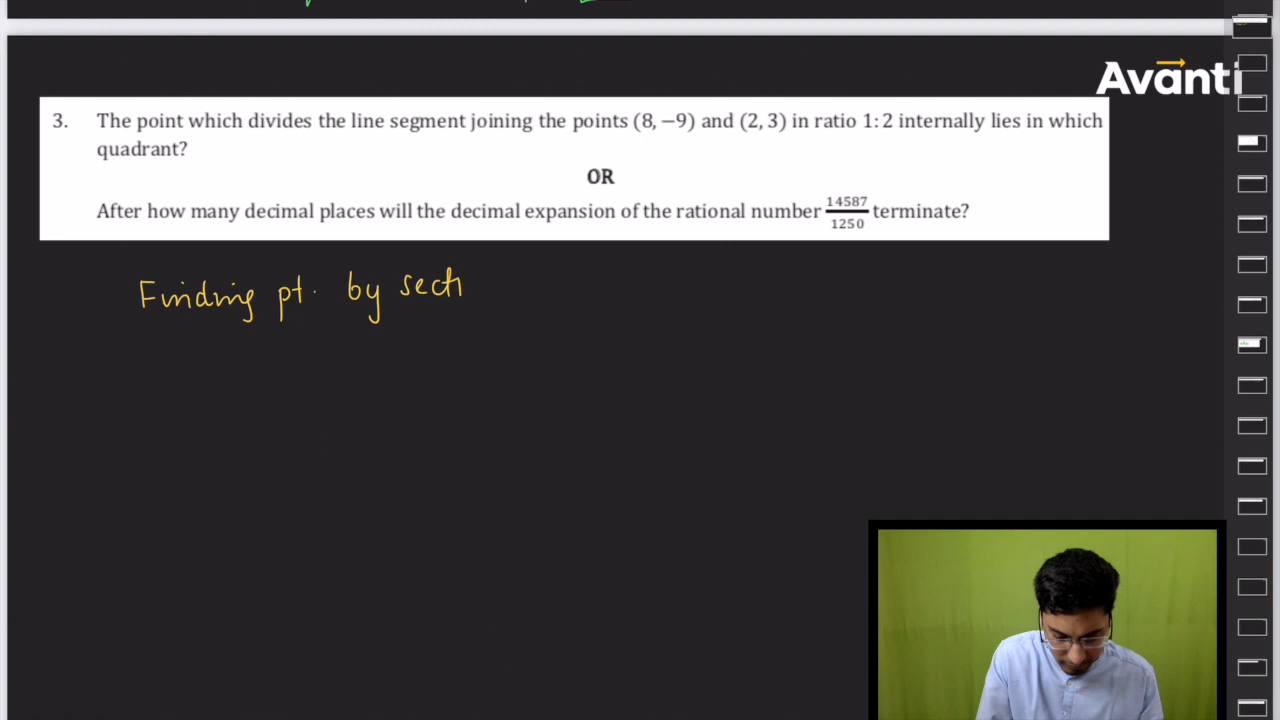 Avanti
3. The point which divides the line segment joining the points (8, −9) and (2, 3) in ratio 1: 2 internally lies in which
quadrant?
OR
After how many decimal places will the decimal expansion of the rational number 14587/1250 terminate?
Finding pt. by secti